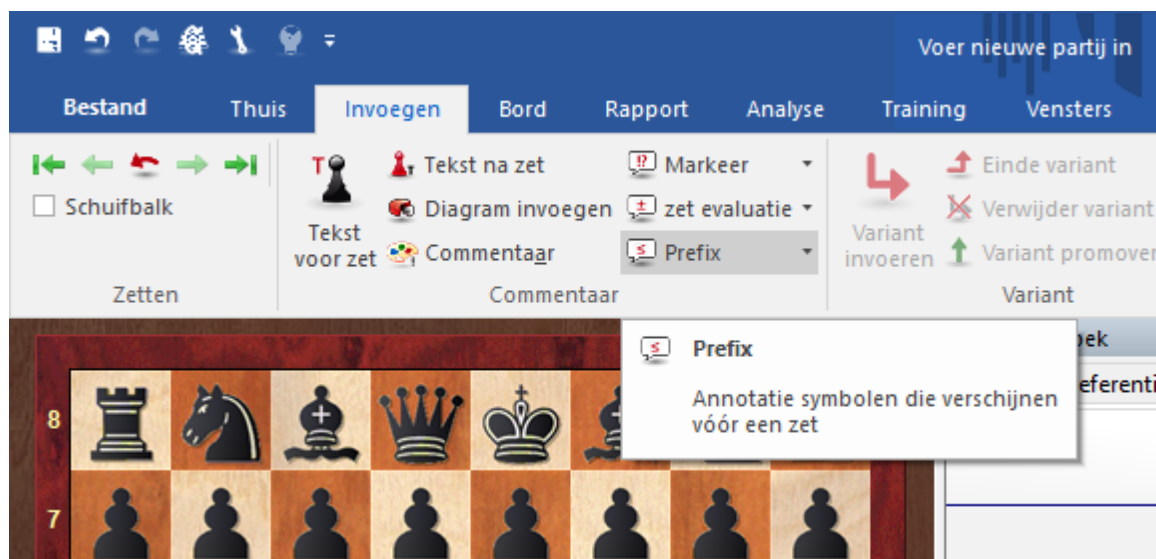 Voer nieuwe partij in
Bestand Thuis Invoegen Bord Rapport Analyse Training Vensters
Schuifbalk
Zetten
T
Tekst
voor zet
Tekst na zet
Diagram invoegen
Commentaar
!? Markeer
± zet evaluatie
≤ Prefix
Commentaar
Variant
invoeren
Einde variant
Verwijder variant
Variant promover
Variant
≤ Prefix
Annotatie symbolen die verschijnen
vóór een zet
eferenti
8
7